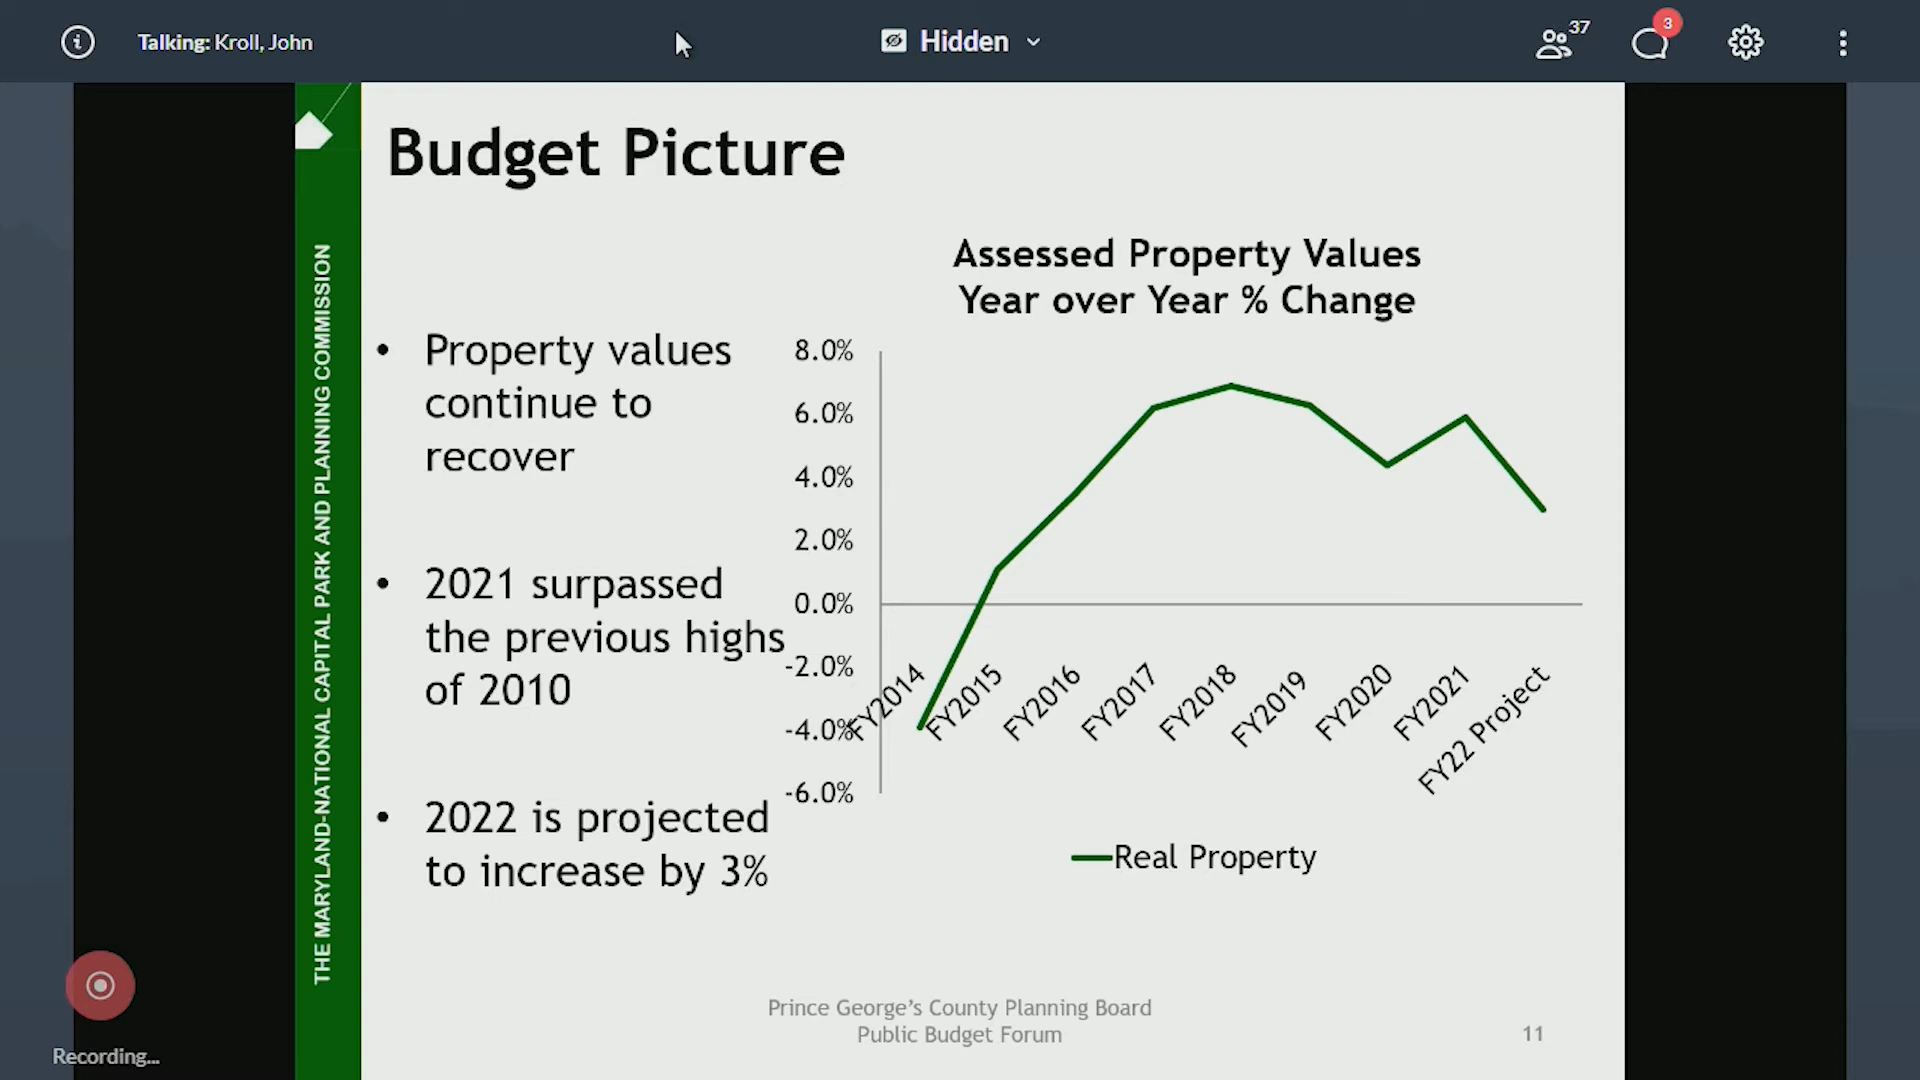 Talking: Kroll, John
Hidden
37
3
THE MARYLAND-NATIONAL CAPITAL PARK AND PLANNING COMMISSION
Budget Picture
• Property values
continue to
recover
• 2021 surpassed
the previous highs
of 2010
• 2022 is projected
to increase by 3%
Assessed Property Values
Year over Year % Change
8.0%
6.0%
4.0%
2.0%
0.0%
-2.0%
-4.0%
-6.0%
FY2014
FY2015
FY2016
FY2017
FY2018
FY2019
FY2020
FY2021
FY22 Project
Real Property
Prince George’s County Planning Board
Public Budget Forum
11
Recording...